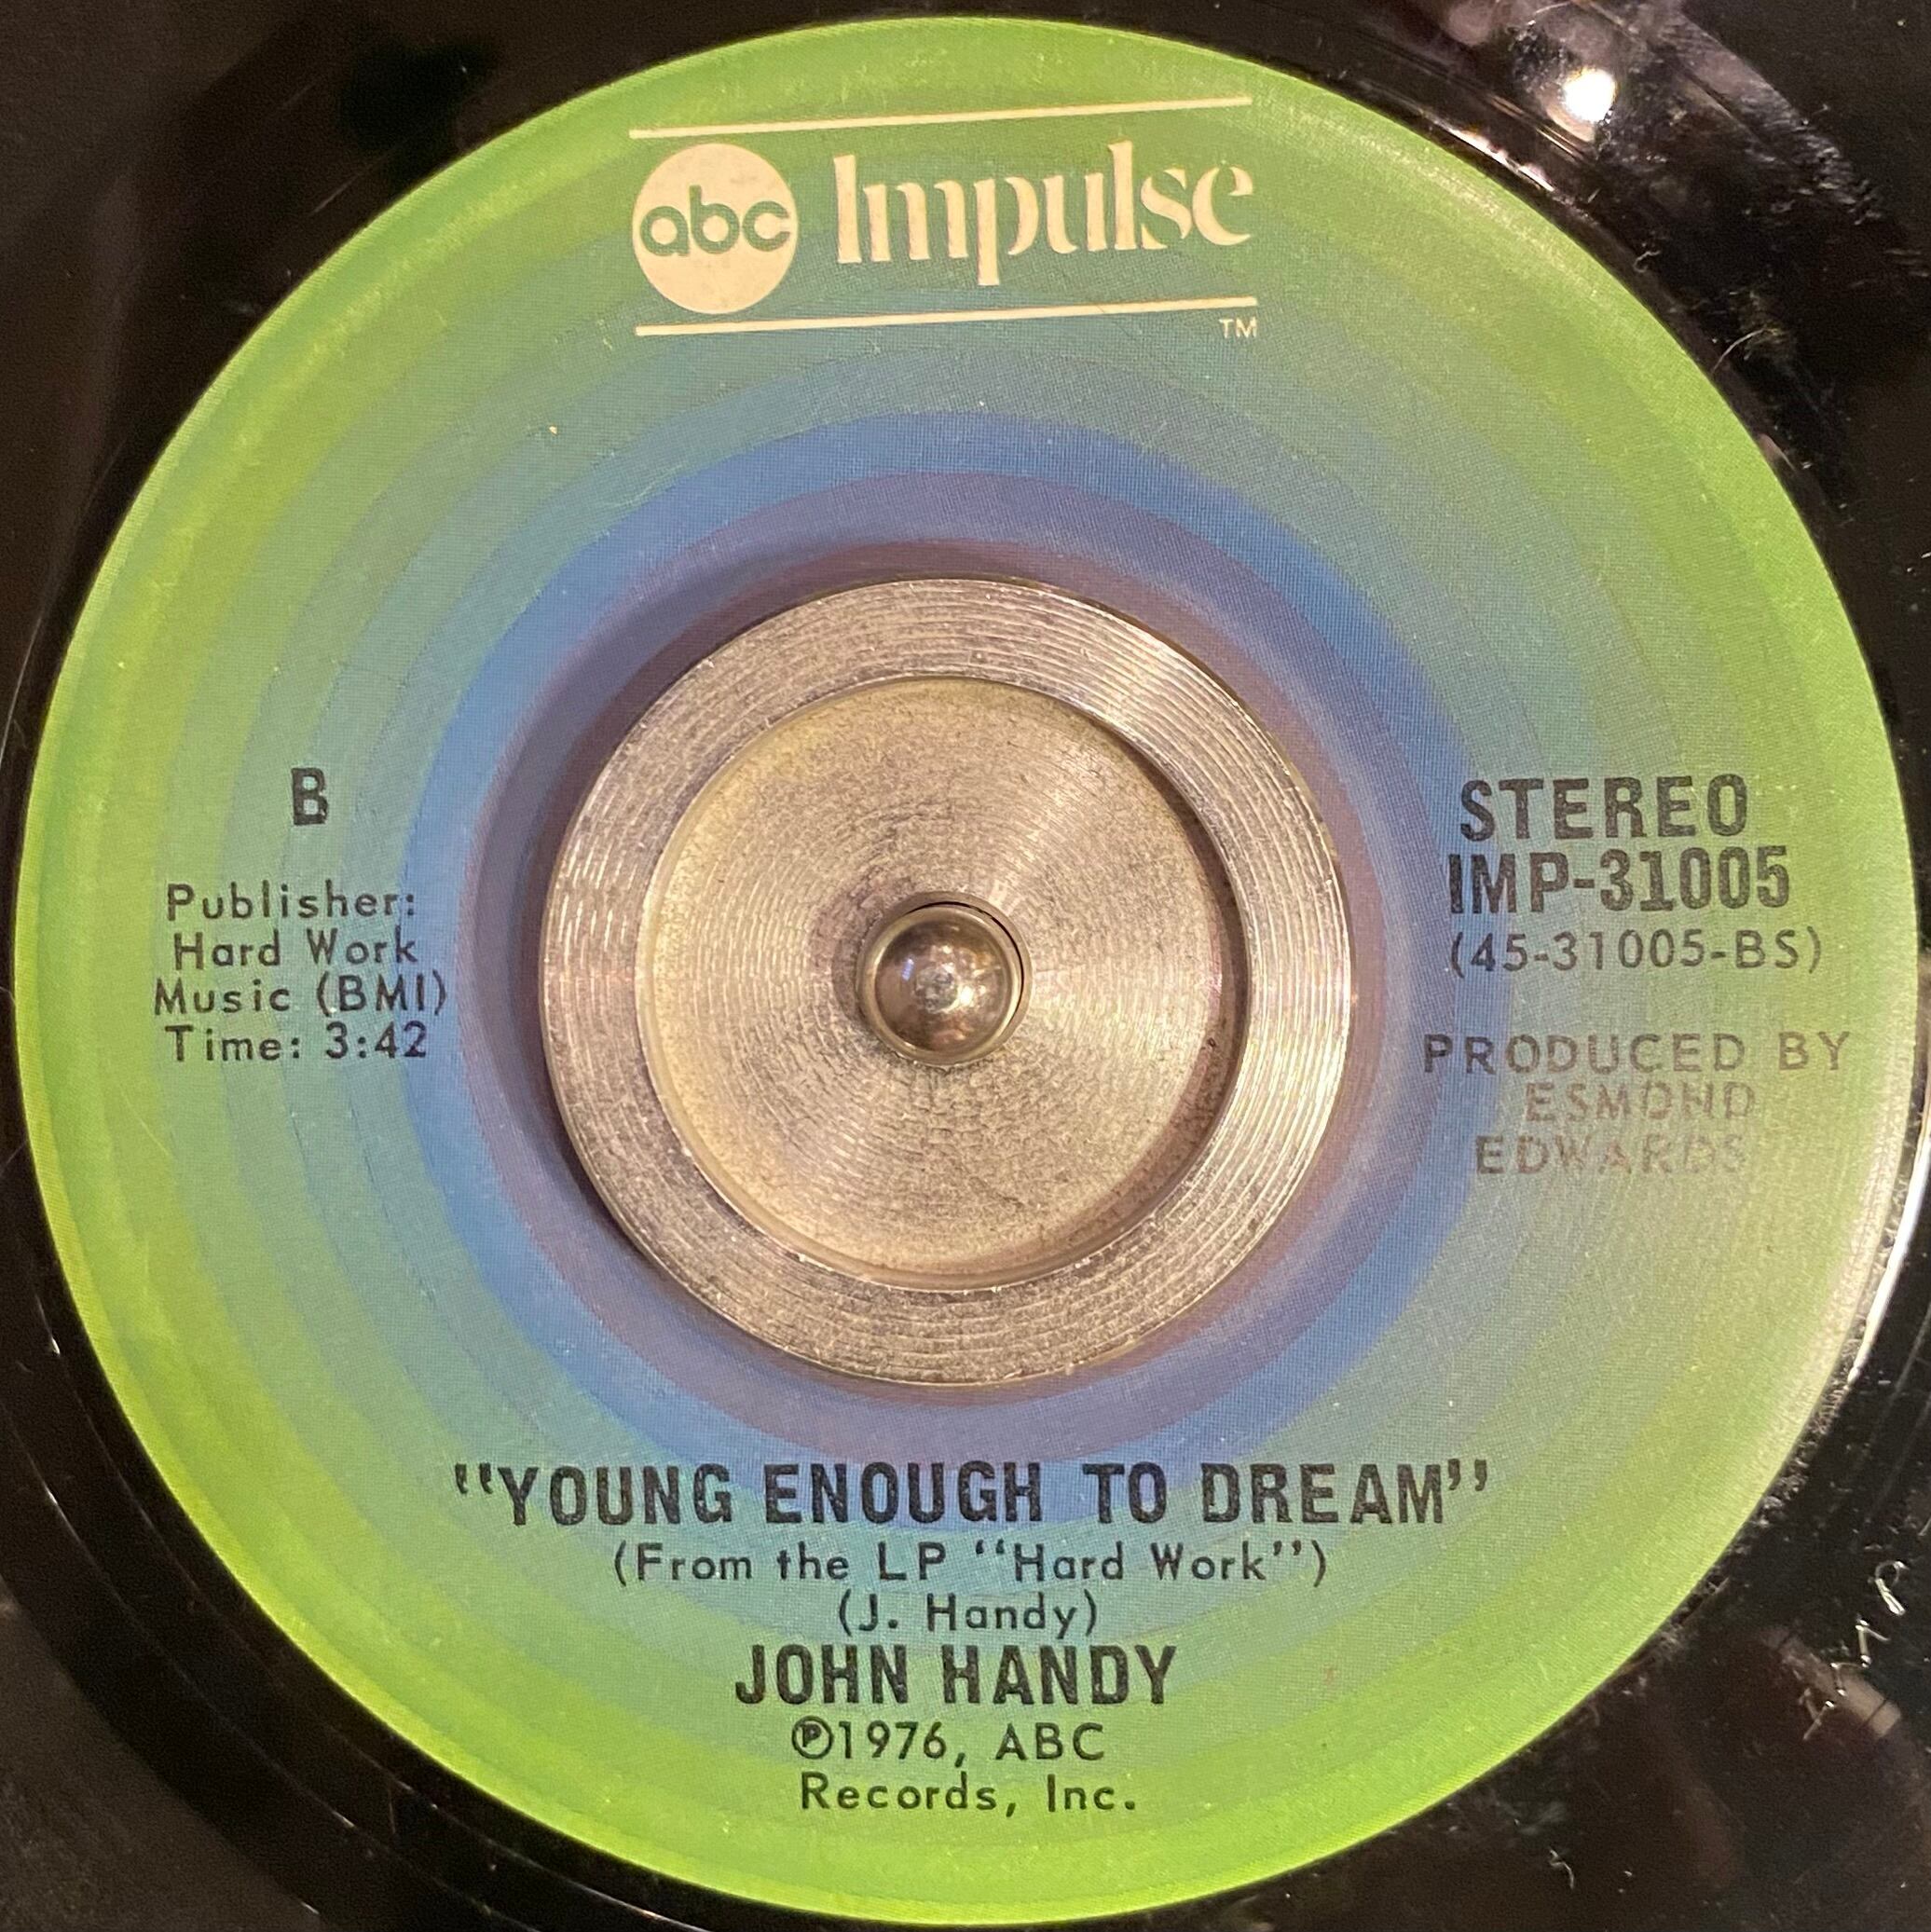 abc Impulse
TM
B
Publisher:
Hard Work
Music (BMI)
Time: 3:42
STEREO
IMP-31005
(45-31005-BS)
PRODUCED BY
ESMOND
EDWARDS
"YOUNG ENOUGH TO DREAM"
(From the LP "Hard Work")
(J. Handy)
JOHN HANDY
℗1976, ABC
Records, Inc.